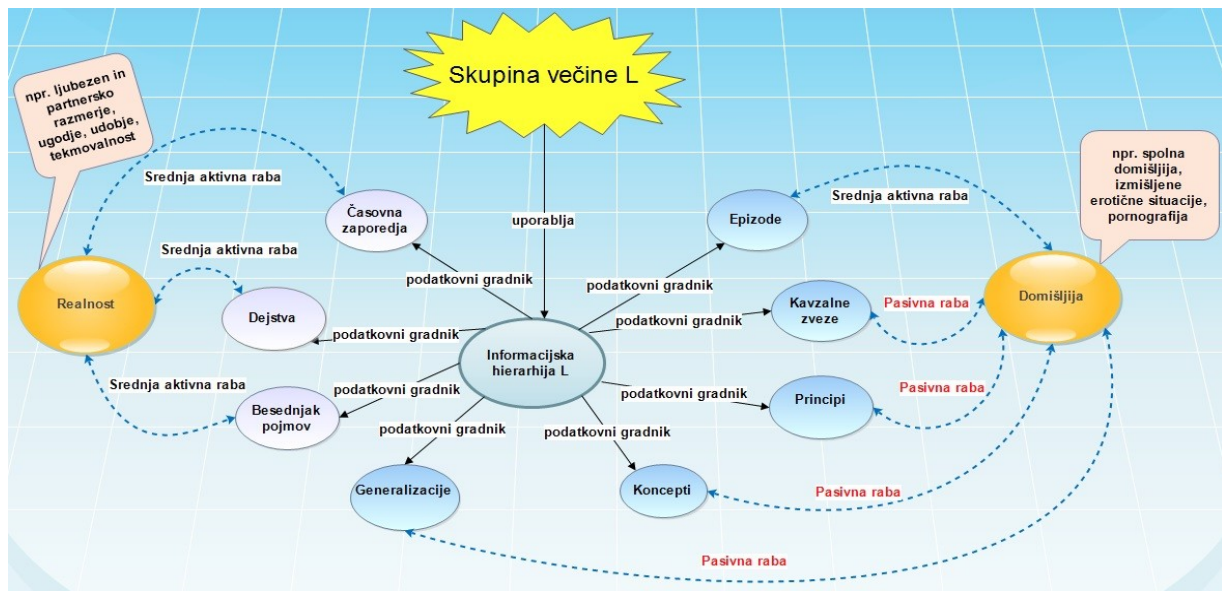 Skupina večine L
npr. ljubezen in
partnersko
razmerje,
ugodje, udobje,
tekmovalnost
npr. spolna
domišljija,
izmišljene
erotične situacije,
pornografija
Srednja aktivna raba
Srednja aktivna raba
Časovna
zaporedja
uporablja
Epizode
Srednja aktivna raba
podatkovni gradnik
podatkovni gradnik
Realnost
Domišljija
Dejstva
podatkovni gradnik
podatkovni gradnik
Kavzalne
zveze
Pasivna raba
Informacijska
hierarhija L
Srednja aktivna raba
podatkovni gradnik
podatkovni gradnik
Principi
Pasivna raba
Besednjak
pojmov
podatkovni gradnik
podatkovni gradnik
Generalizacije
Koncepti
Pasivna raba
Pasivna raba